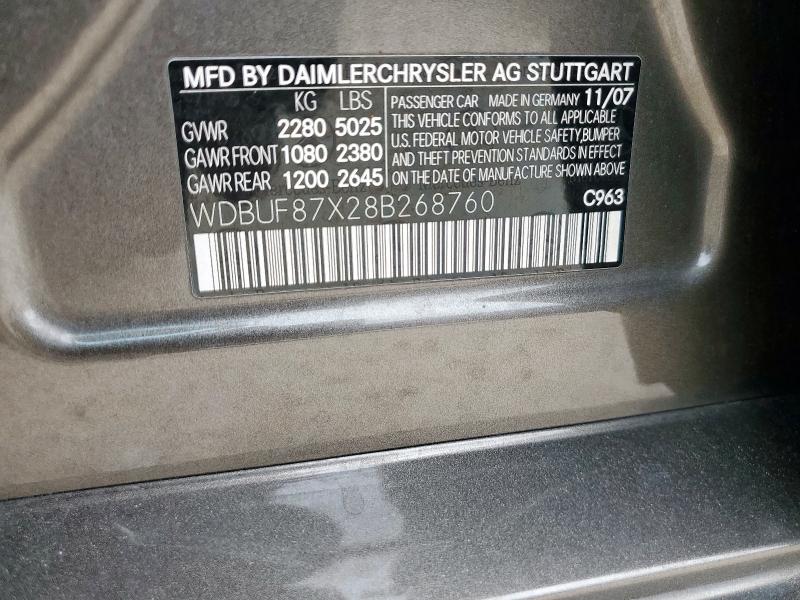 MFD BY DAIMLERCHRYSLER AG STUTTGART
KG LBS
GVWR 2280 5025
GAWR FRONT 1080 2380
GAWR REAR 1200 2645
PASSENGER CAR MADE IN GERMANY 11/07
THIS VEHICLE CONFORMS TO ALL APPLICABLE
U.S. FEDERAL MOTOR VEHICLE SAFETY,BUMPER
AND THEFT PREVENTION STANDARDS IN EFFECT
ON THE DATE OF MANUFACTURE SHOWN ABOVE
WDBUF87X28B268760
C963